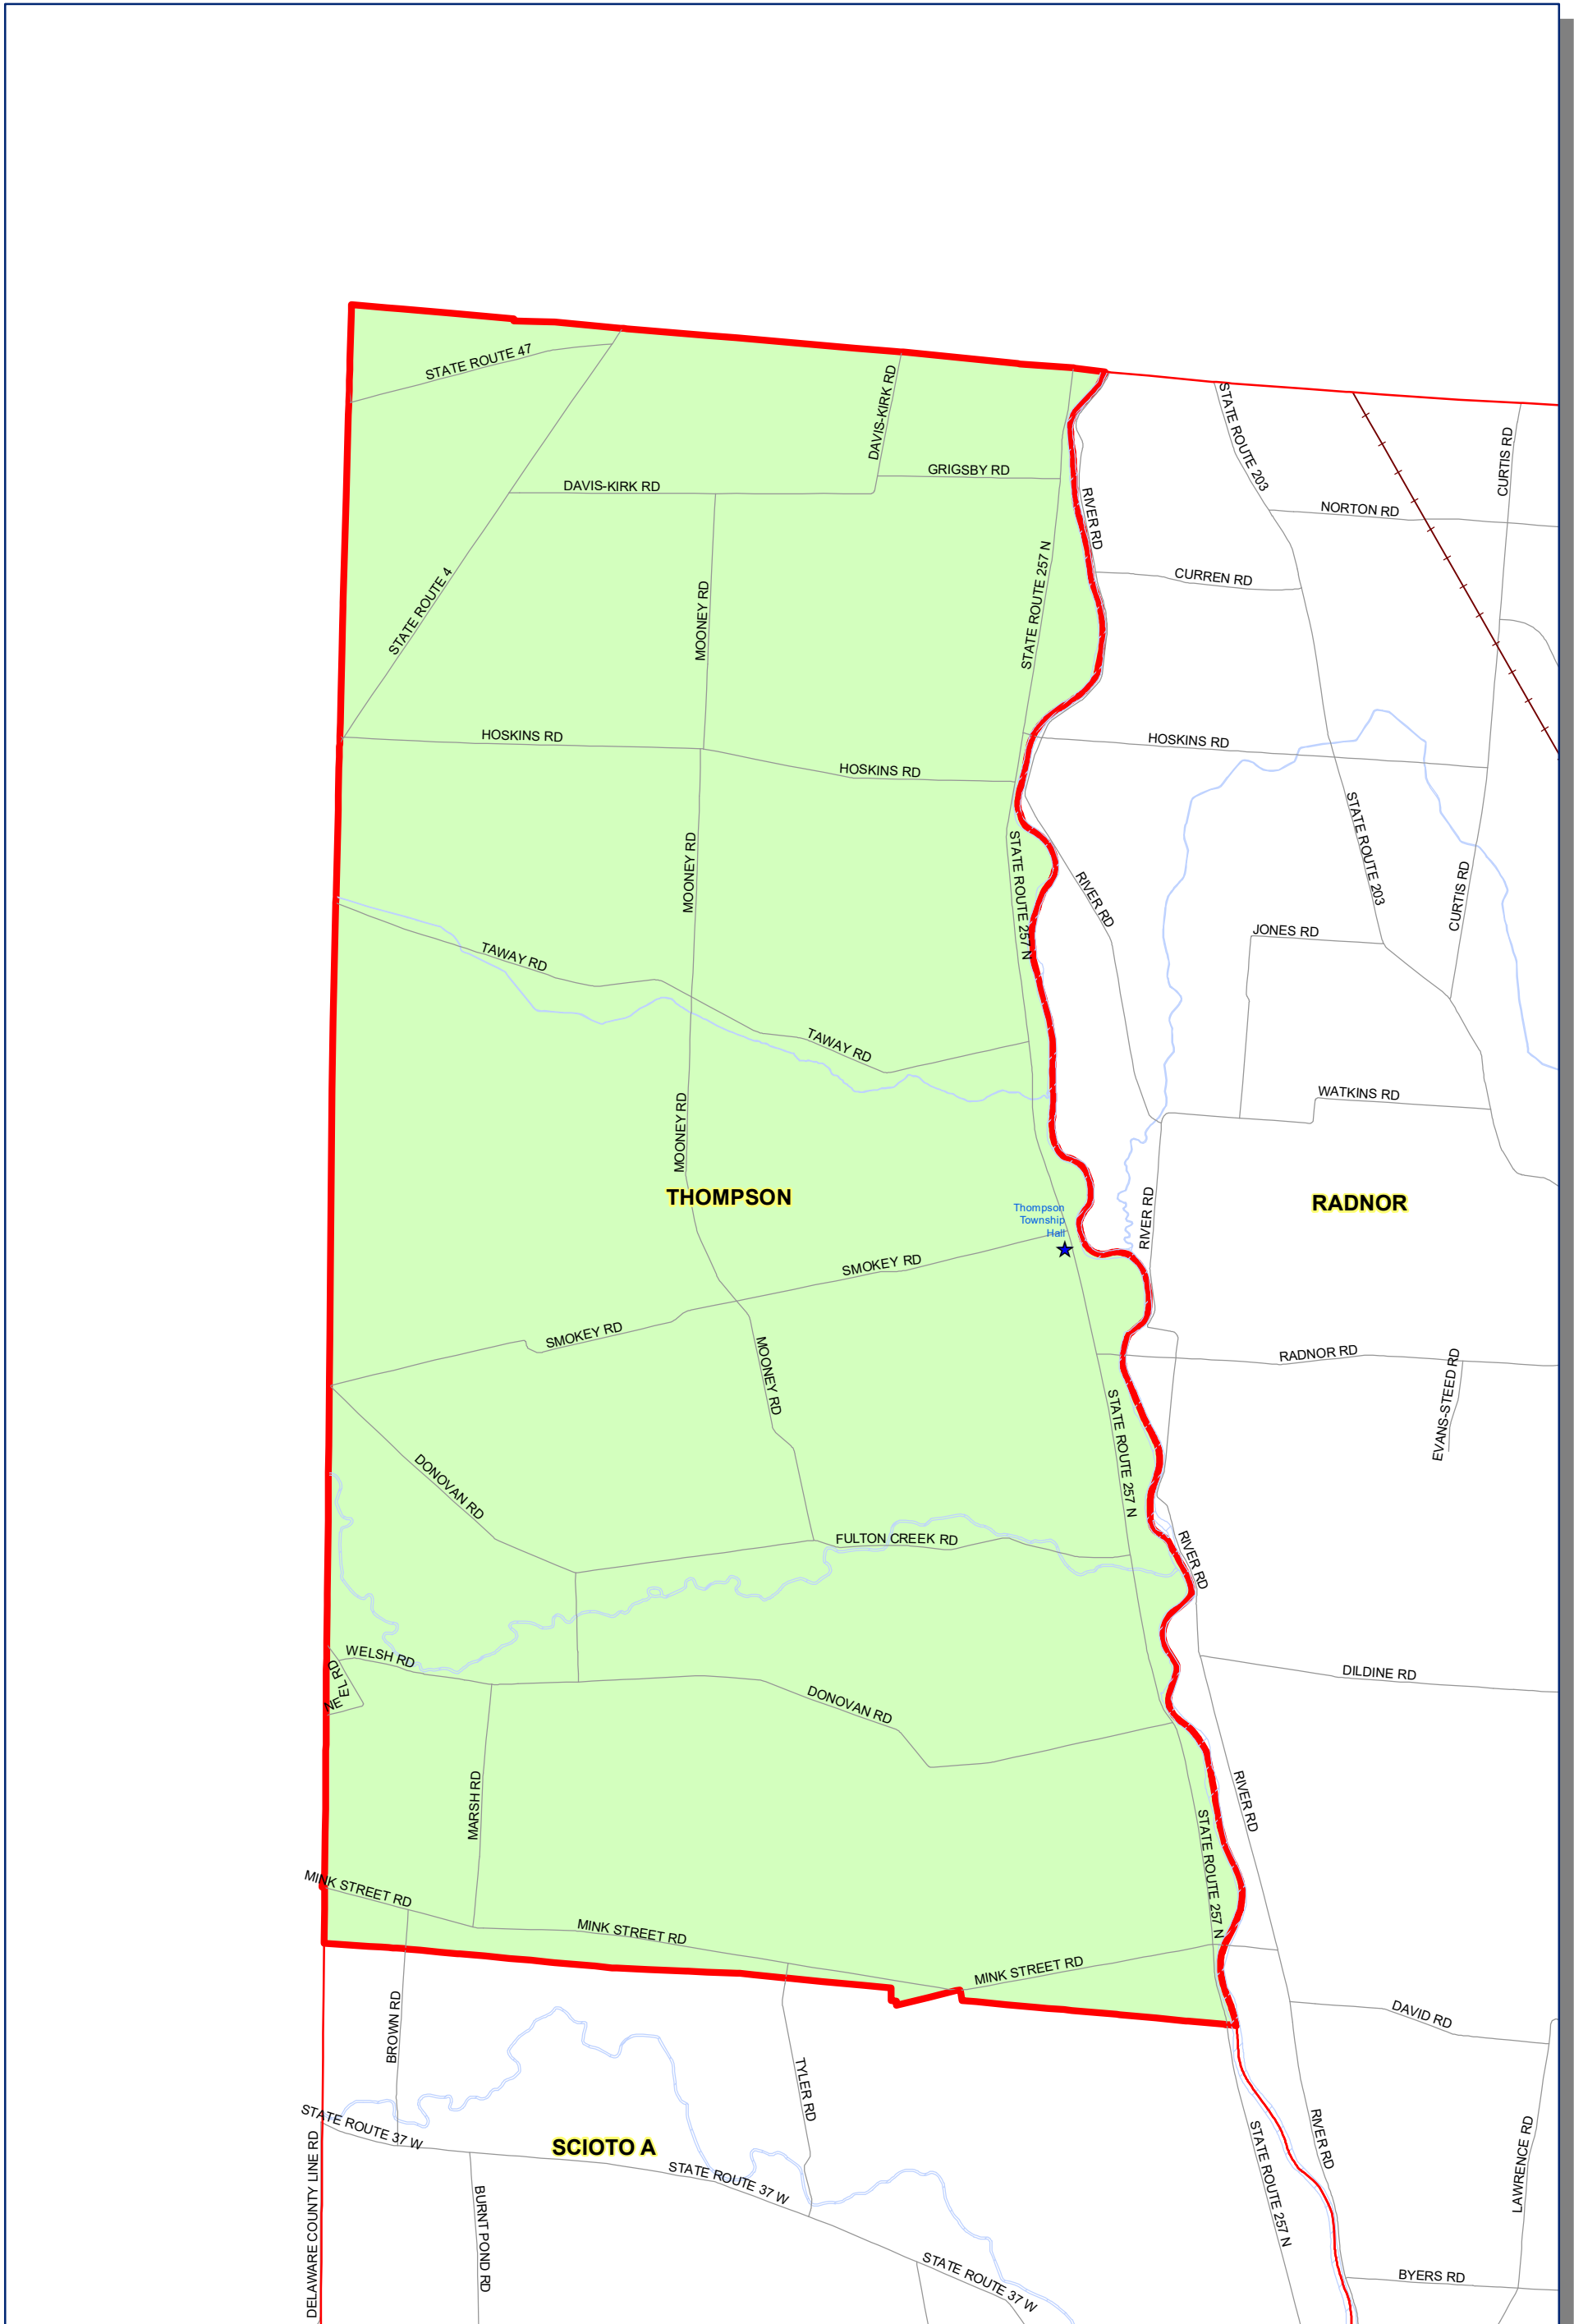 STATE ROUTE 47
DAVIS-KIRK RD
STATE ROUTE 203
CURTIS RD
GRIGSBY RD
DAVIS-KIRK RD
RIVER RD
NORTON RD
STATE ROUTE 4
MOONEY RD
STATE ROUTE 257 N
CURREN RD
HOSKINS RD
HOSKINS RD
HOSKINS RD
MOONEY RD
STATE ROUTE 257 N
RIVER RD
STATE ROUTE 203
CURTIS RD
JONES RD
TAWAY RD
TAWAY RD
MOONEY RD
WATKINS RD
THOMPSON
Thompson
Township
Hall
RIVER RD
RADNOR
SMOKEY RD
SMOKEY RD
MOONEY RD
RADNOR RD
EVANS-STEED RD
STATE ROUTE 257 N
DONOVAN RD
FULTON CREEK RD
RIVER RD
WELSH RD
EL RD
NE
DONOVAN RD
DILDINE RD
MARSH RD
RIVER RD
STATE ROUTE 257 N
MINK STREET RD
MINK STREET RD
MINK STREET RD
BROWN RD
TYLER RD
DAVID RD
STATE ROUTE 37 W
SCIOTO A
STATE ROUTE 37 W
RIVER RD
STATE ROUTE 257 N
LAWRENCE RD
DELAWARE COUNTY LINE RD
BURNT POND RD
STATE ROUTE 37 W
BYERS RD